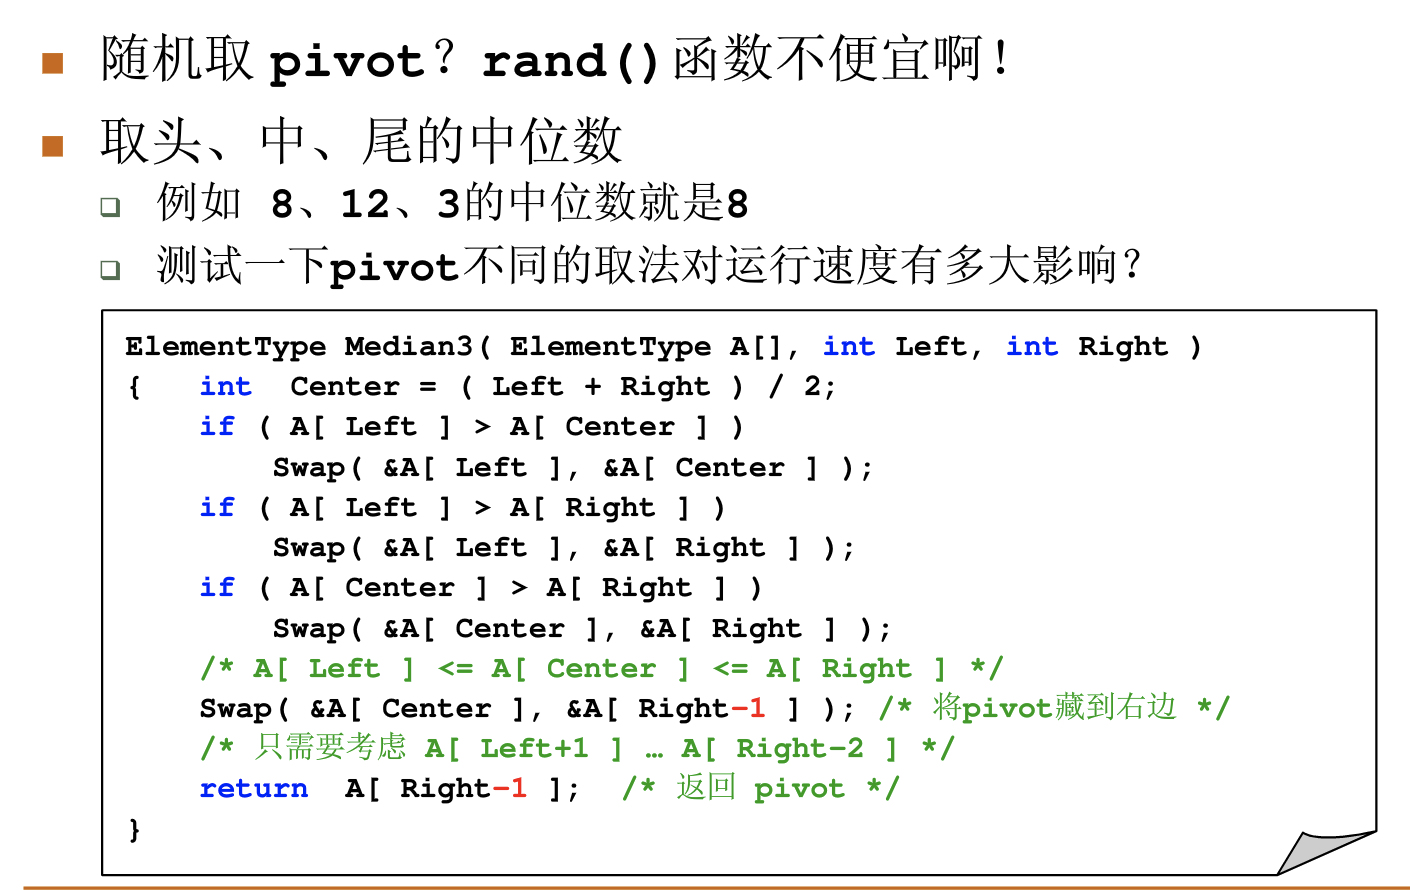 随机取 pivot？rand()函数不便宜啊！
取头、中、尾的中位数
例如 8、12、3的中位数就是8
测试一下pivot不同的取法对运行速度有多大影响？
ElementType Median3( ElementType A[], int Left, int Right )
{   int  Center = ( Left + Right ) / 2;
    if ( A[ Left ] > A[ Center ] )
        Swap( &A[ Left ], &A[ Center ] );
    if ( A[ Left ] > A[ Right ] )
        Swap( &A[ Left ], &A[ Right ] );
    if ( A[ Center ] > A[ Right ] )
        Swap( &A[ Center ], &A[ Right ] );
    /* A[ Left ] <= A[ Center ] <= A[ Right ] */
    Swap( &A[ Center ], &A[ Right-1 ] ); /* 将pivot藏到右边 */
    /* 只需要考虑 A[ Left+1 ] … A[ Right-2 ] */
    return  A[ Right-1 ];  /* 返回 pivot */
}